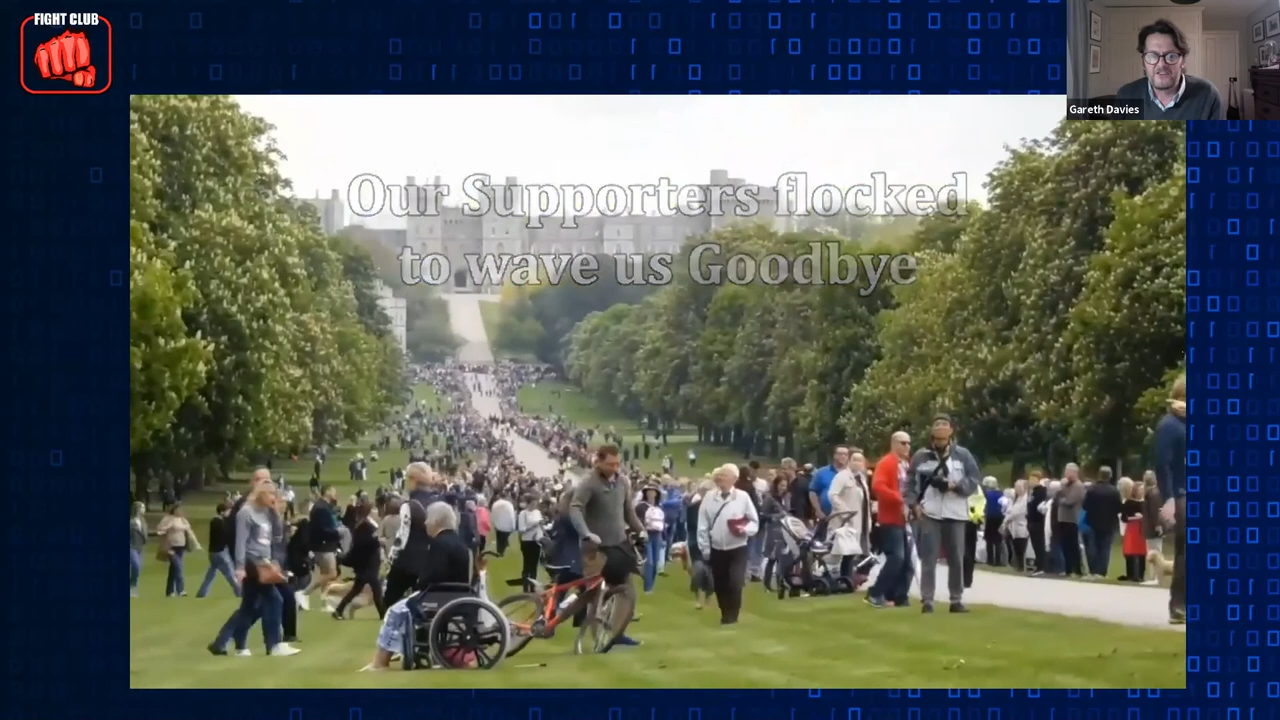 FIGHT CLUB
Gareth Davies
Our Supporters flocked
to wave us Goodbye